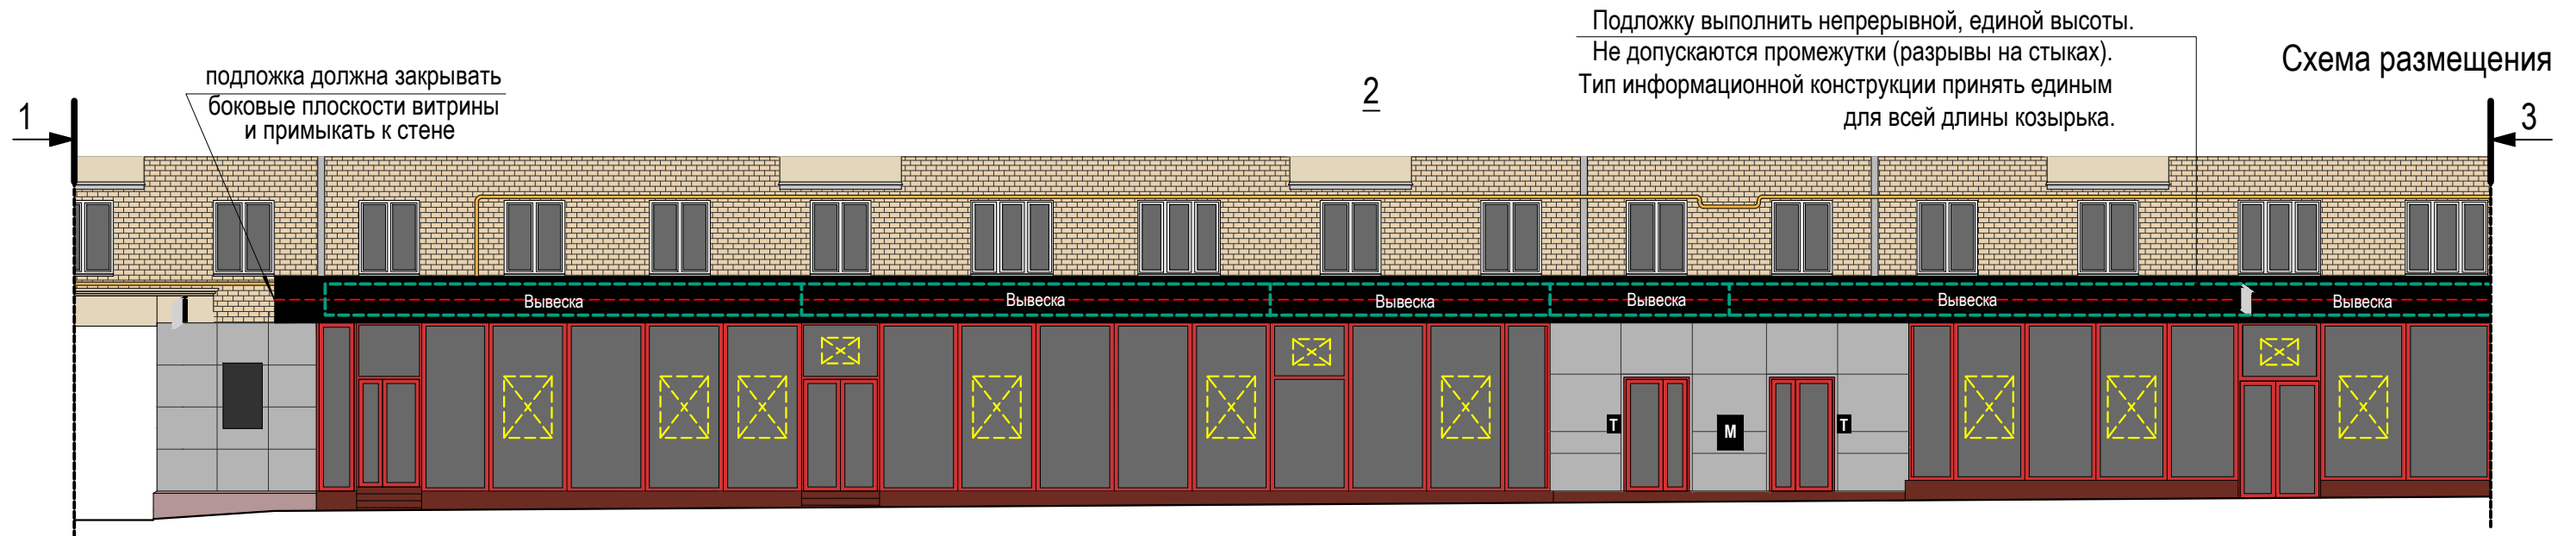 Подложку выполнить непрерывной, единой высоты.
Не допускаются промежутки (разрывы на стыках).
Тип информационной конструкции принять единым
для всей длины козырька.
Схема размещения
подложка должна закрывать
боковые плоскости витрины
и примыкать к стене
1
2
3
Вывеска
Вывеска
Вывеска
Вывеска
Вывеска
Вывеска
Т
М
Т